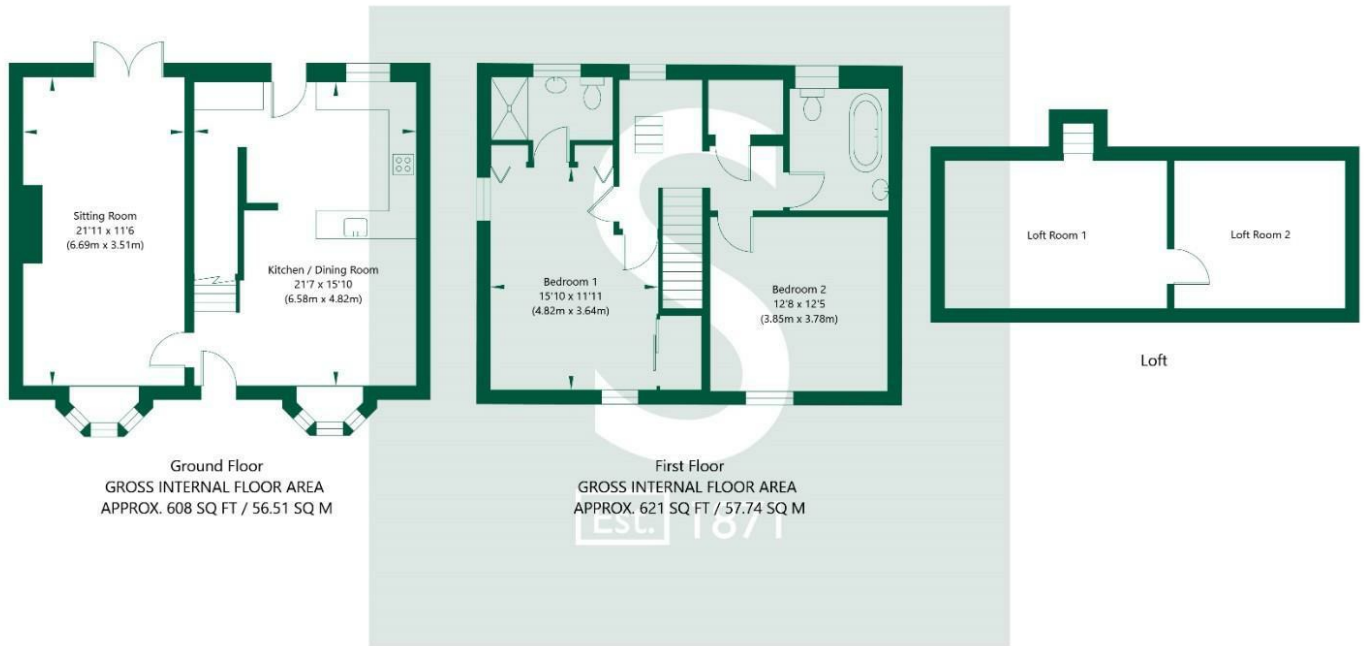 Sitting Room
21'11 x 11'6
(6.69m x 3.51m)
Kitchen / Dining Room
21'7 x 15'10
(6.58m x 4.82m)
Ground Floor
GROSS INTERNAL FLOOR AREA
APPROX. 608 SQ FT / 56.51 SQ M
Bedroom 1
15'10 x 11'11
(4.82m x 3.64m)
Bedroom 2
12'8 x 12'5
(3.85m x 3.78m)
First Floor
GROSS INTERNAL FLOOR AREA
APPROX. 621 SQ FT / 57.74 SQ M
Loft Room 1
Loft Room 2
Loft
S
Est. 1871